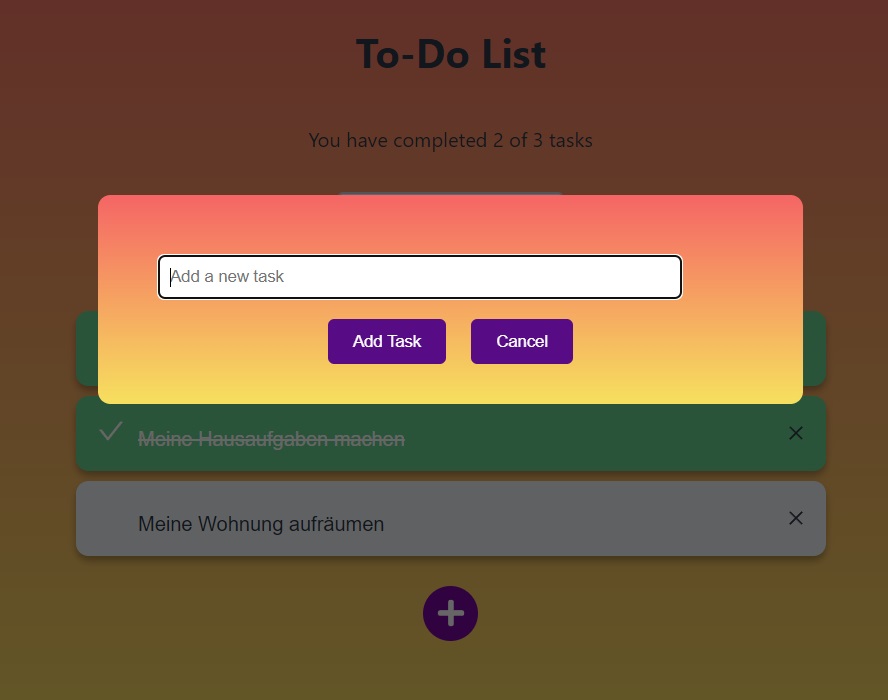 To-Do List
You have completed 2 of 3 tasks
Add a new task
Add Task
Cancel
Meine Hausaufgaben machen
Meine Wohnung aufräumen